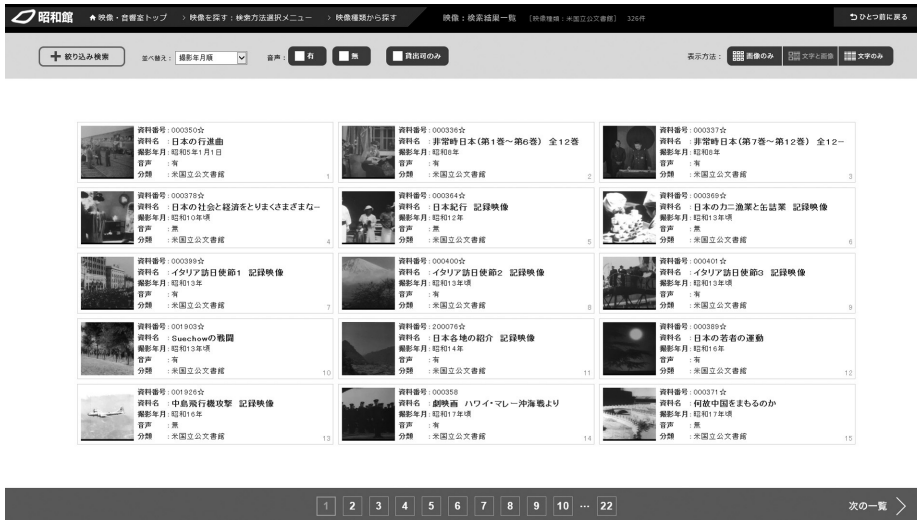 昭和館 映像・音響室トップ 映像を探す:検索方法選択メニュー 映像種類から探す 映像:検索結果一覧 [映像種類:米国立公文書館] 326件 ひとつ前に戻る
絞り込み検索 並べ替え: 撮影年月順 音声: 有 無 貸出可のみ 表示方法: 画像のみ 文字と画像 文字のみ
資料番号:000350☆
資料名 :日本の行進曲
撮影年月:昭和5年1月1日
音声 :有
分類 :米国立公文書館 1
資料番号:000336☆
資料名 :非常時日本(第1巻~第6巻) 全12巻
撮影年月:昭和8年
音声 :有
分類 :米国立公文書館 2
資料番号:000337☆
資料名 :非常時日本(第7巻~第12巻) 全12-
撮影年月:昭和8年
音声 :有
分類 :米国立公文書館 3
資料番号:000378☆
資料名 :日本の社会と経済をとりまくさまざまな-
撮影年月:昭和10年頃
音声 :無
分類 :米国立公文書館 4
資料番号:000364☆
資料名 :日本紀行 記録映像
撮影年月:昭和12年
音声 :無
分類 :米国立公文書館 5
資料番号:000369☆
資料名 :日本のカニ漁業と缶詰業 記録映像
撮影年月:昭和13年頃
音声 :無
分類 :米国立公文書館 6
資料番号:000399☆
資料名 :イタリア訪日使節1 記録映像
撮影年月:昭和13年
音声 :有
分類 :米国立公文書館 7
資料番号:000400☆
資料名 :イタリア訪日使節2 記録映像
撮影年月:昭和13年頃
音声 :有
分類 :米国立公文書館 8
資料番号:000401☆
資料名 :イタリア訪日使節3 記録映像
撮影年月:昭和13年頃
音声 :有
分類 :米国立公文書館 9
資料番号:001903☆
資料名 :Suechowの戦闘
撮影年月:昭和13年頃
音声 :有
分類 :米国立公文書館 10
資料番号:200076☆
資料名 :日本各地の紹介 記録映像
撮影年月:昭和14年
音声 :有
分類 :米国立公文書館 11
資料番号:000389☆
資料名 :日本の若者の運動
撮影年月:昭和16年
音声 :有
分類 :米国立公文書館 12
資料番号:001926☆
資料名 :中島飛行機攻撃 記録映像
撮影年月:昭和16年
音声 :無
分類 :米国立公文書館 13
資料番号:000358
資料名 :劇映画 ハワイ・マレー沖海戦より
撮影年月:昭和17年頃
音声 :有
分類 :米国立公文書館 14
資料番号:000371☆
資料名 :何故中国をまもるのか
撮影年月:昭和17年頃
音声 :無
分類 :米国立公文書館 15
1 2 3 4 5 6 7 8 9 10 … 22 次の一覧